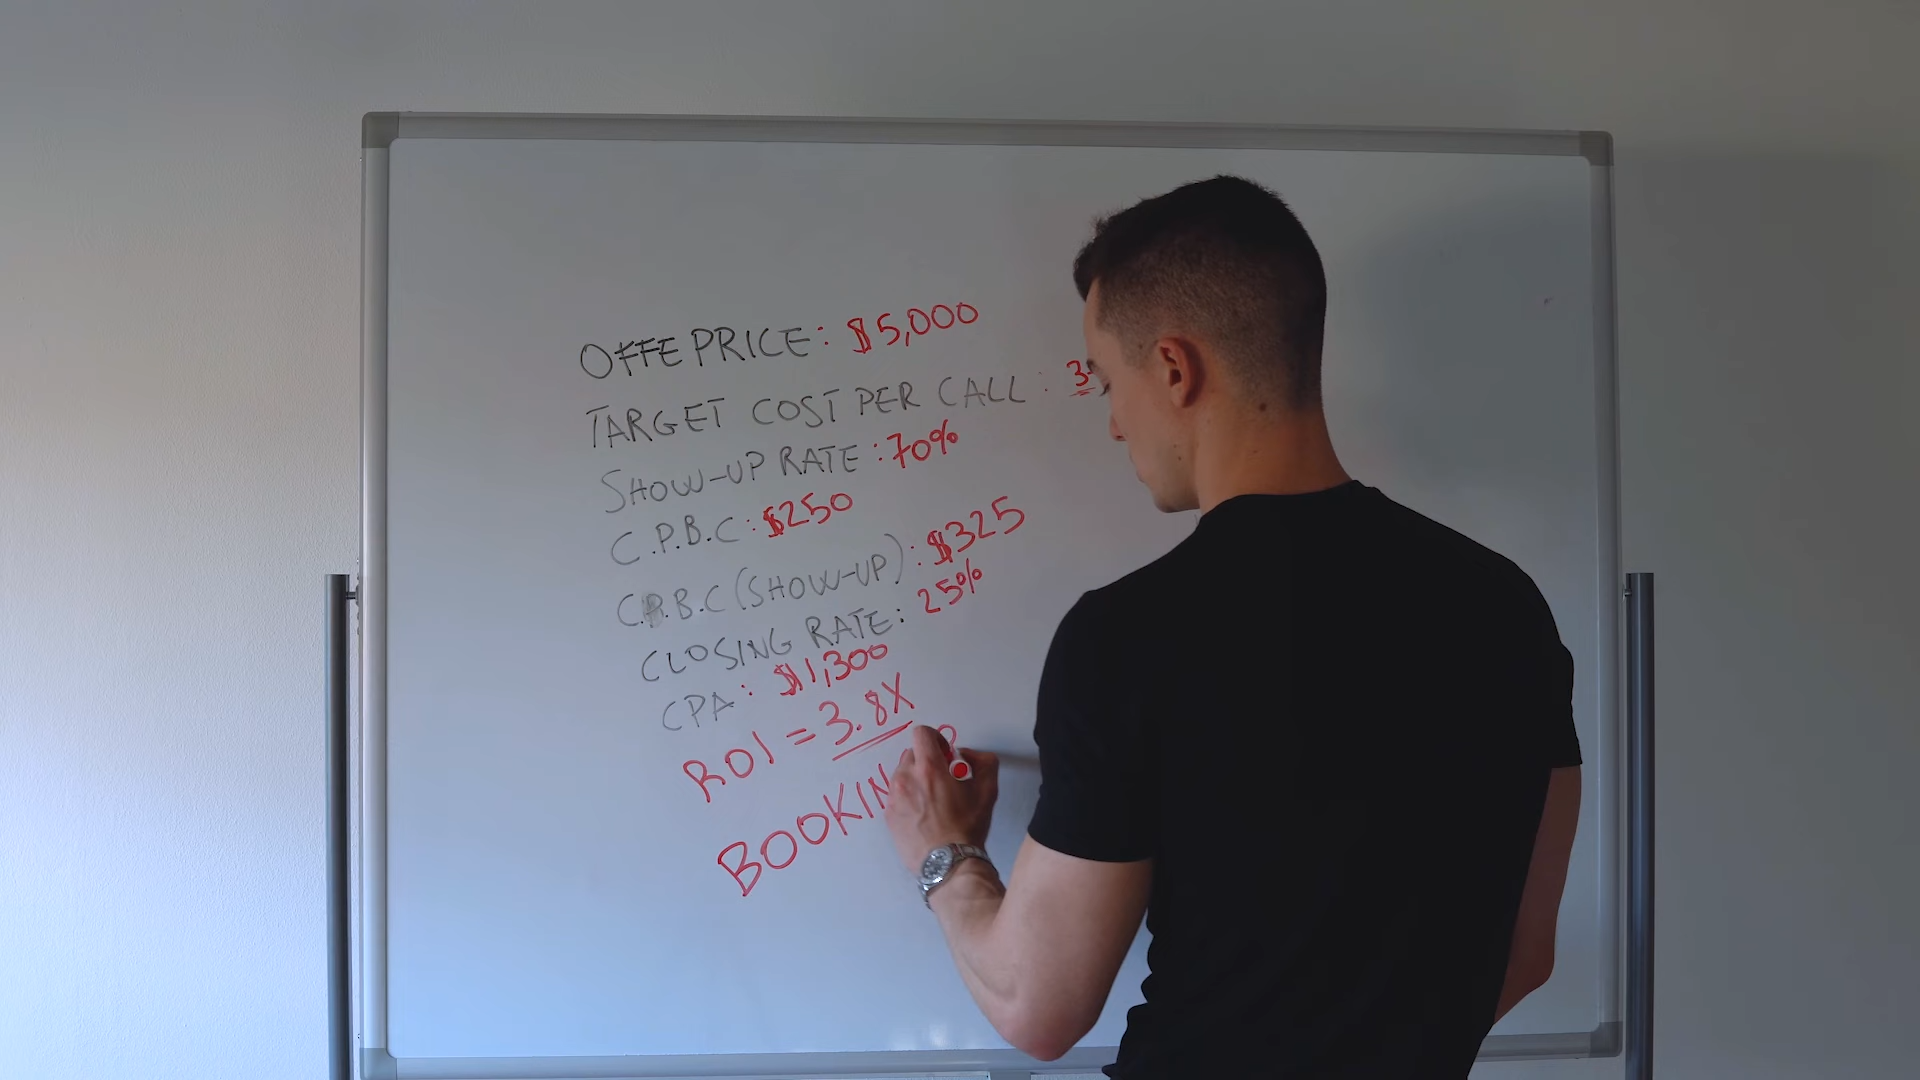 OFFE PRICE: $5,000
TARGET COST PER CALL: 3
SHOW-UP RATE: 70%
C.P.B.C: $250
C.P.B.C (SHOW-UP): $325
CLOSING RATE: 25%
CPA: $1,300
ROI = 3.8X
BOOKIN